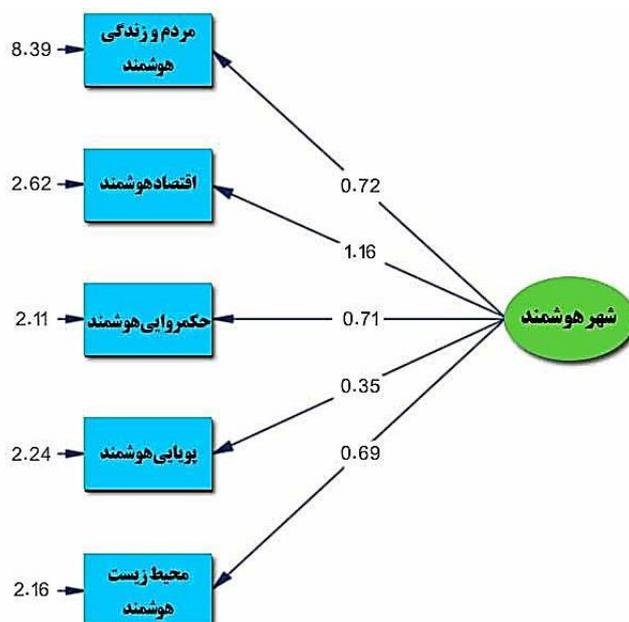 8.39
مردم و زندگی
هوشمند
0.72
2.62
اقتصاد هوشمند
1.16
2.11
حکمروایی هوشمند
0.71
شهر هوشمند
0.35
2.24
پویایی هوشمند
0.69
2.16
محیط زیست
هوشمند